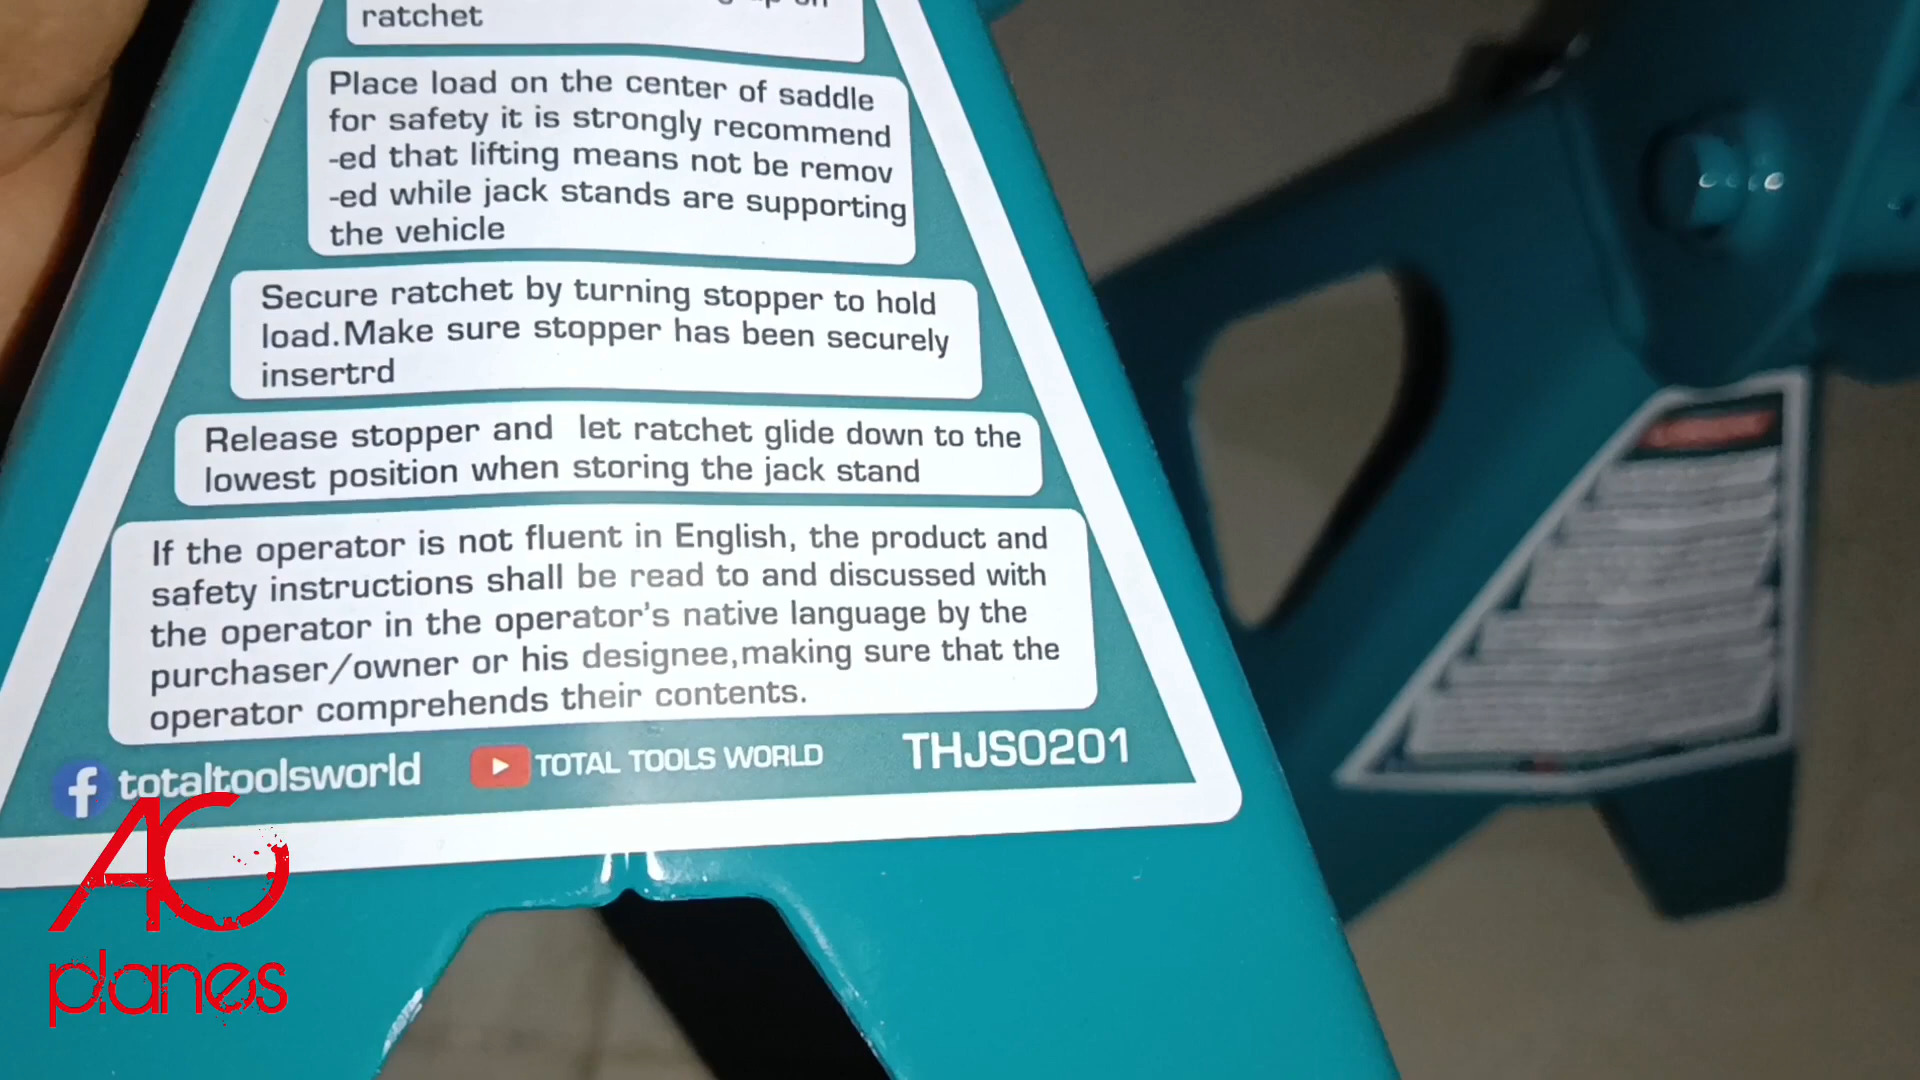 ratchet
Place load on the center of saddle
for safety it is strongly recommend
-ed that lifting means not be remov
-ed while jack stands are supporting
the vehicle
Secure ratchet by turning stopper to hold
load.Make sure stopper has been securely
insertrd
Release stopper and let ratchet glide down to the
lowest position when storing the jack stand
If the operator is not fluent in English, the product and
safety instructions shall be read to and discussed with
the operator in the operator's native language by the
purchaser/owner or his designee,making sure that the
operator comprehends their contents.
totaltoolsworld TOTAL TOOLS WORLD THJS0201
AO
planes